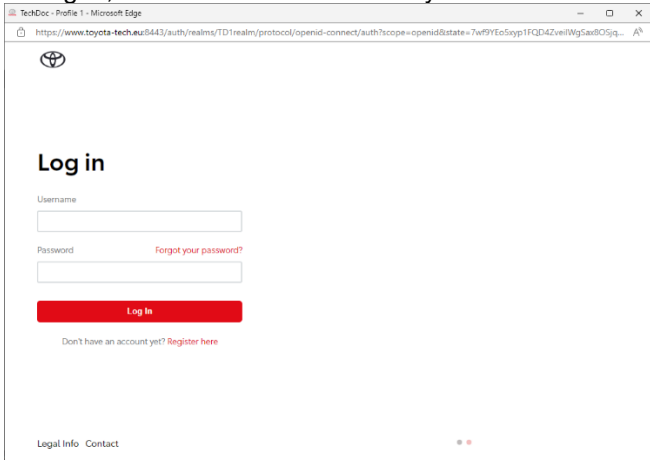 TechDoc - Profile 1 - Microsoft Edge
https://www.toyota-tech.eu:8443/auth/realms/TD1realm/protocol/openid-connect/auth?scope=openid&state=7wf9YEo5xyp1FQD4ZveilWgSax8O5jq...
Log in
Username
Password Forgot your password?
Log In
Don't have an account yet? Register here
Legal Info Contact